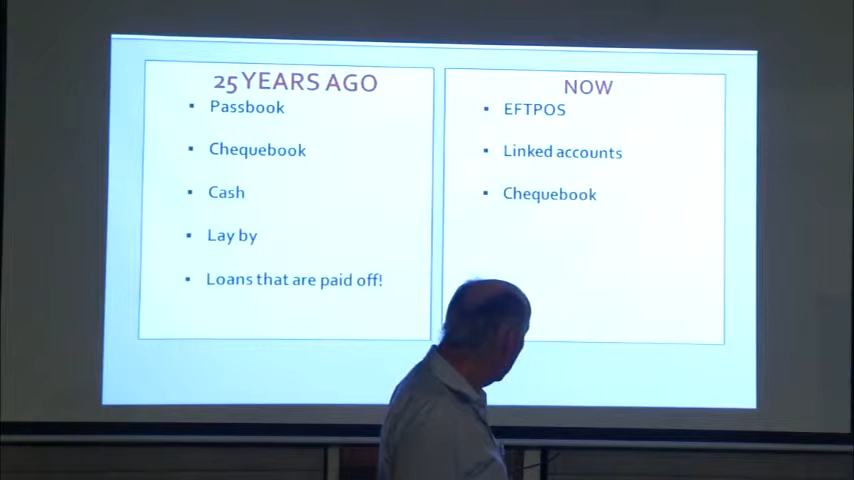 25 YEARS AGO
Passbook
Chequebook
Cash
Lay by
Loans that are paid off!
NOW
EFTPOS
Linked accounts
Chequebook